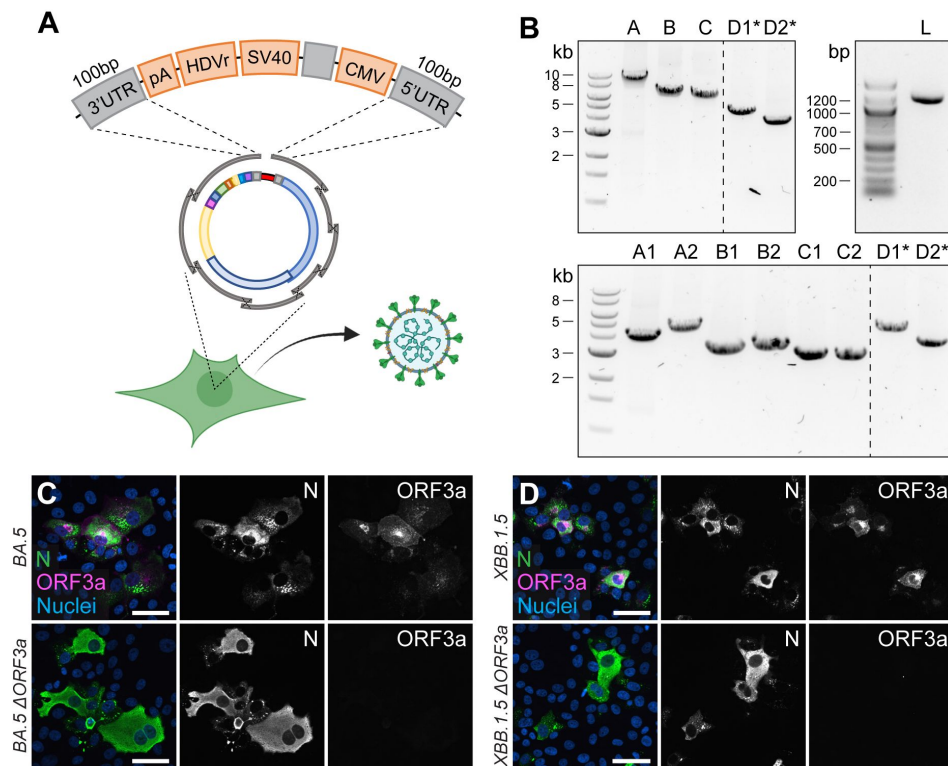 A
100bp
3'UTR
pA
HDVr
SV40
CMV
5'UTR
100bp
B
kb
A B C D1* D2*
10
8
5
3
2
bp
L
1200
1000
700
500
200
kb
A1 A2 B1 B2 C1 C2 D1* D2*
8
5
3
2
C
BA.5
N
ORF3a
Nuclei
N
ORF3a
BA.5 ΔORF3a
N
ORF3a
D
XBB.1.5
N
ORF3a
Nuclei
N
ORF3a
XBB.1.5 ΔORF3a
N
ORF3a